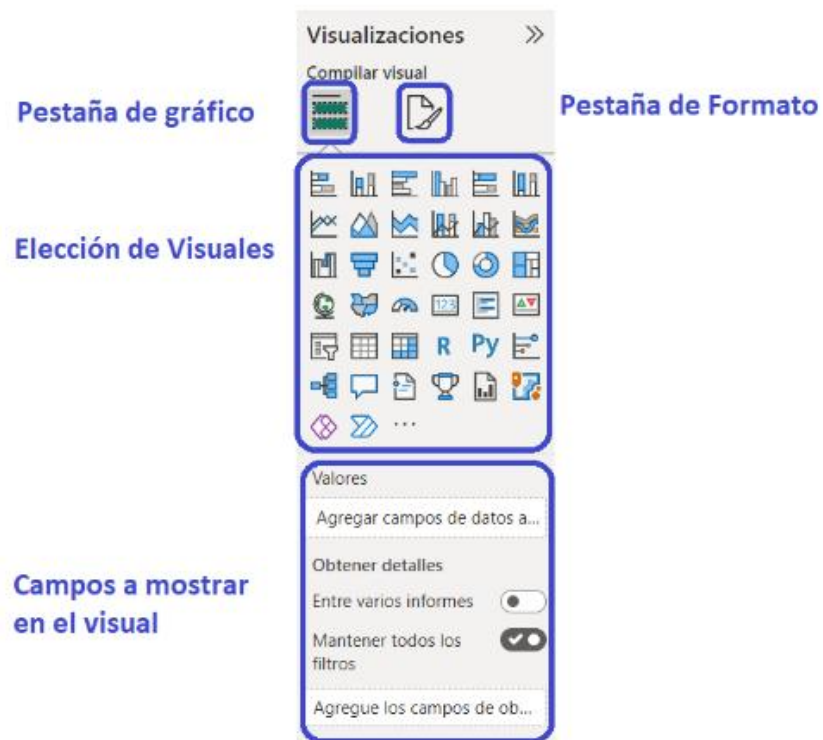 Visualizaciones
Compilar visual
Pestaña de gráfico
Pestaña de Formato
Elección de Visuales
123
R
Py
...
Valores
Agregar campos de datos a...
Obtener detalles
Entre varios informes
Campos a mostrar
en el visual
Mantener todos los
filtros
Agregue los campos de ob...